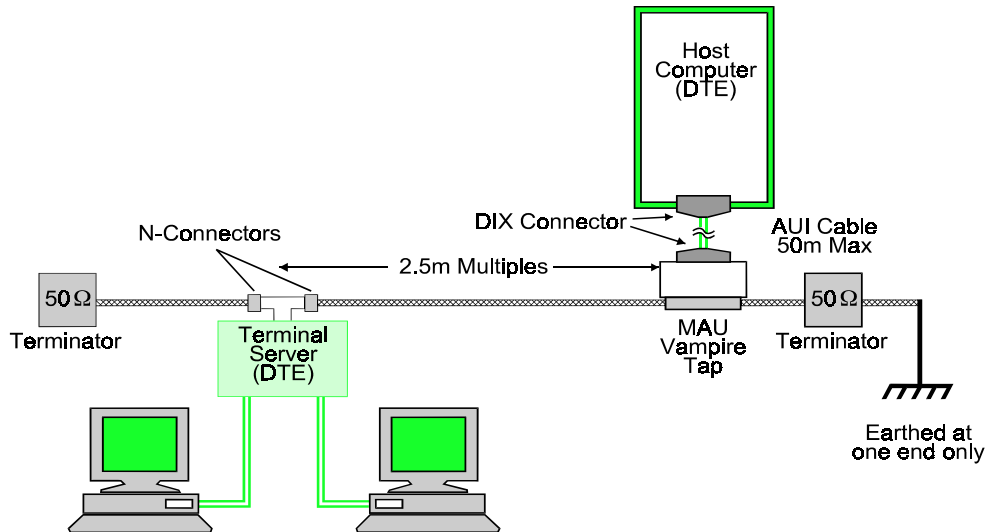 Host
Computer
(DTE)
DIX Connector
AUI Cable
50m Max
N-Connectors
2.5m Multiples
50Ω
Terminator
Terminal
Server
(DTE)
MAU
Vampire
Tap
50Ω
Terminator
Earthed at
one end only